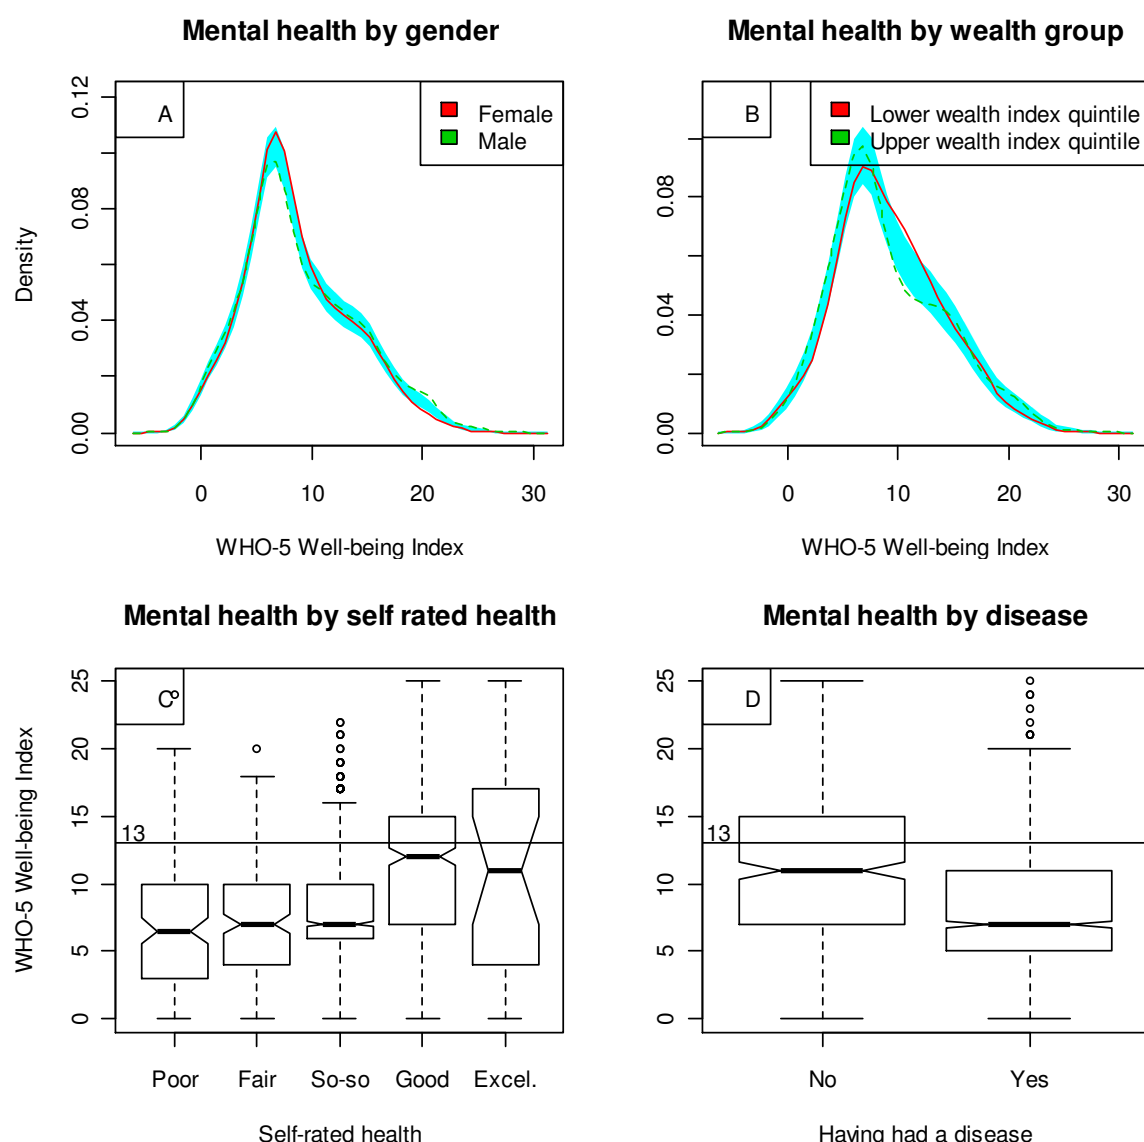 Mental health by gender
A
Female
Male
0.00
0.04
0.08
0.12
Density
0
10
20
30
WHO-5 Well-being Index
Mental health by wealth group
B
Lower wealth index quintile
Upper wealth index quintile
0.00
0.04
0.08
0
10
20
30
WHO-5 Well-being Index
Mental health by self rated health
C
13
0
5
10
15
20
25
WHO-5 Well-being Index
Poor
Fair
So-so
Good
Excel.
Self-rated health
Mental health by disease
D
13
0
5
10
15
20
25
No
Yes
Having had a disease